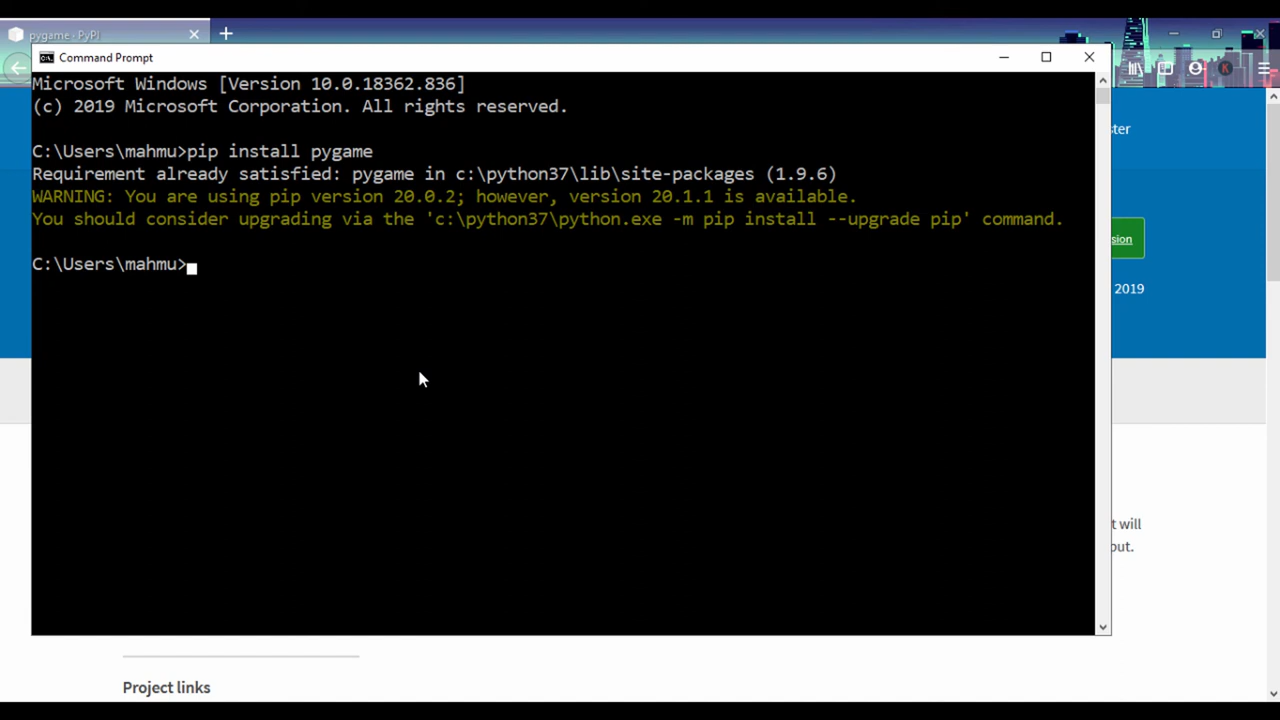 pygame · PyPI
Command Prompt
Microsoft Windows [Version 10.0.18362.836]
(c) 2019 Microsoft Corporation. All rights reserved.
C:\Users\mahmu>pip install pygame
Requirement already satisfied: pygame in c:\python37\lib\site-packages (1.9.6)
WARNING: You are using pip version 20.0.2; however, version 20.1.1 is available.
You should consider upgrading via the 'c:\python37\python.exe -m pip install --upgrade pip' command.
C:\Users\mahmu>
ster
sion
2019
t will
out.
Project links
K